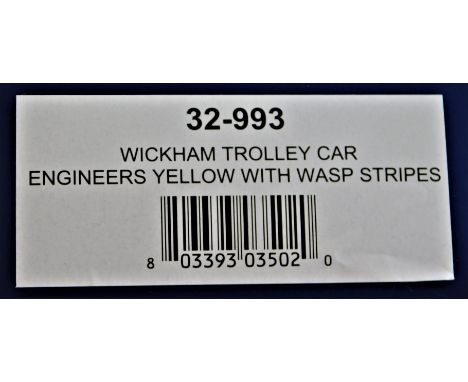 32-993
WICKHAM TROLLEY CAR
ENGINEERS YELLOW WITH WASP STRIPES
8 03393 03502 0